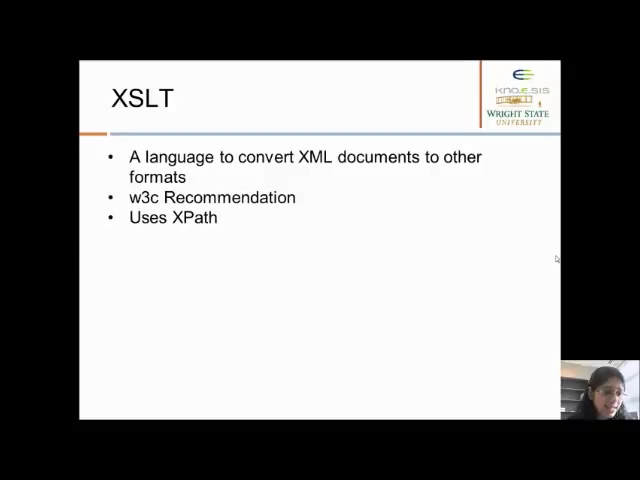 XSLT
KNO.E.SIS
WRIGHT STATE
UNIVERSITY
• A language to convert XML documents to other
formats
• w3c Recommendation
• Uses XPath